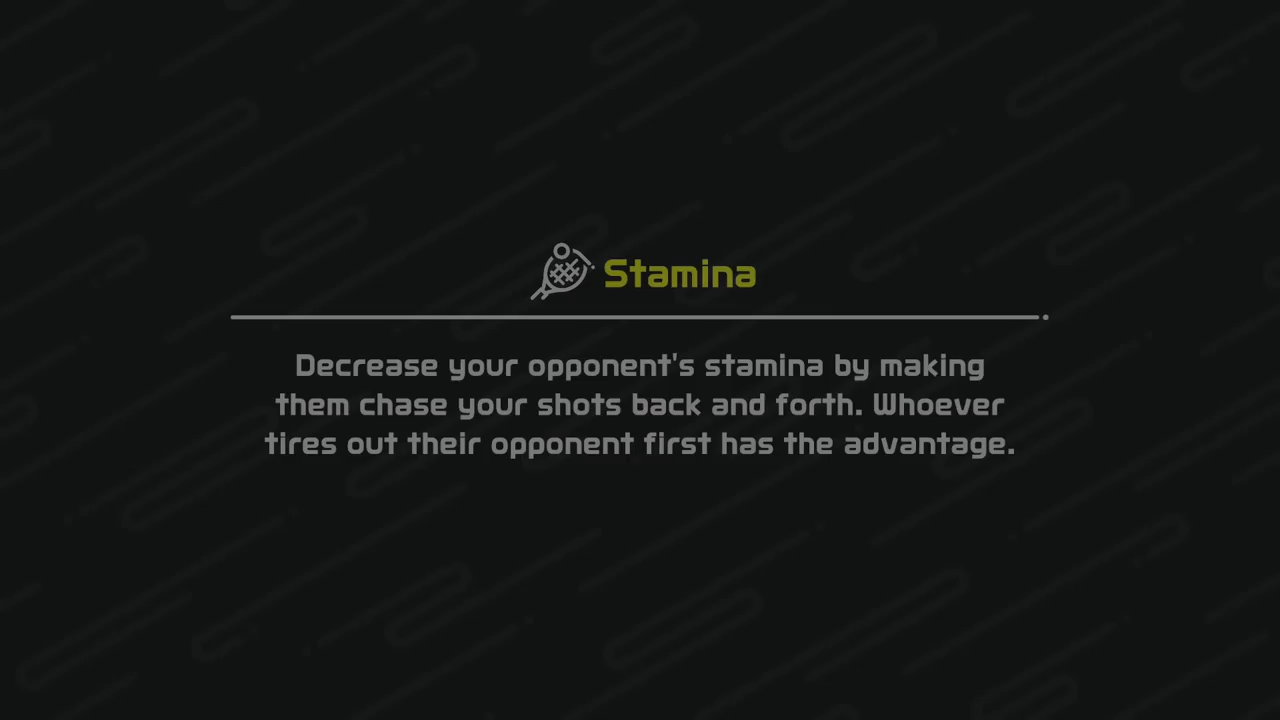 Stamina
Decrease your opponent's stamina by making
them chase your shots back and forth. Whoever
tires out their opponent first has the advantage.